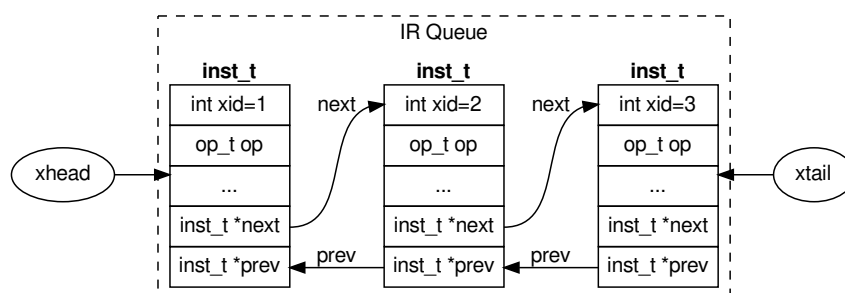 IR Queue
inst_t inst_t inst_t
int xid=1 next int xid=2 next int xid=3
op_t op op_t op op_t op
xhead ... ... ... xtail
inst_t *next inst_t *next inst_t *next
inst_t *prev prev inst_t *prev prev inst_t *prev